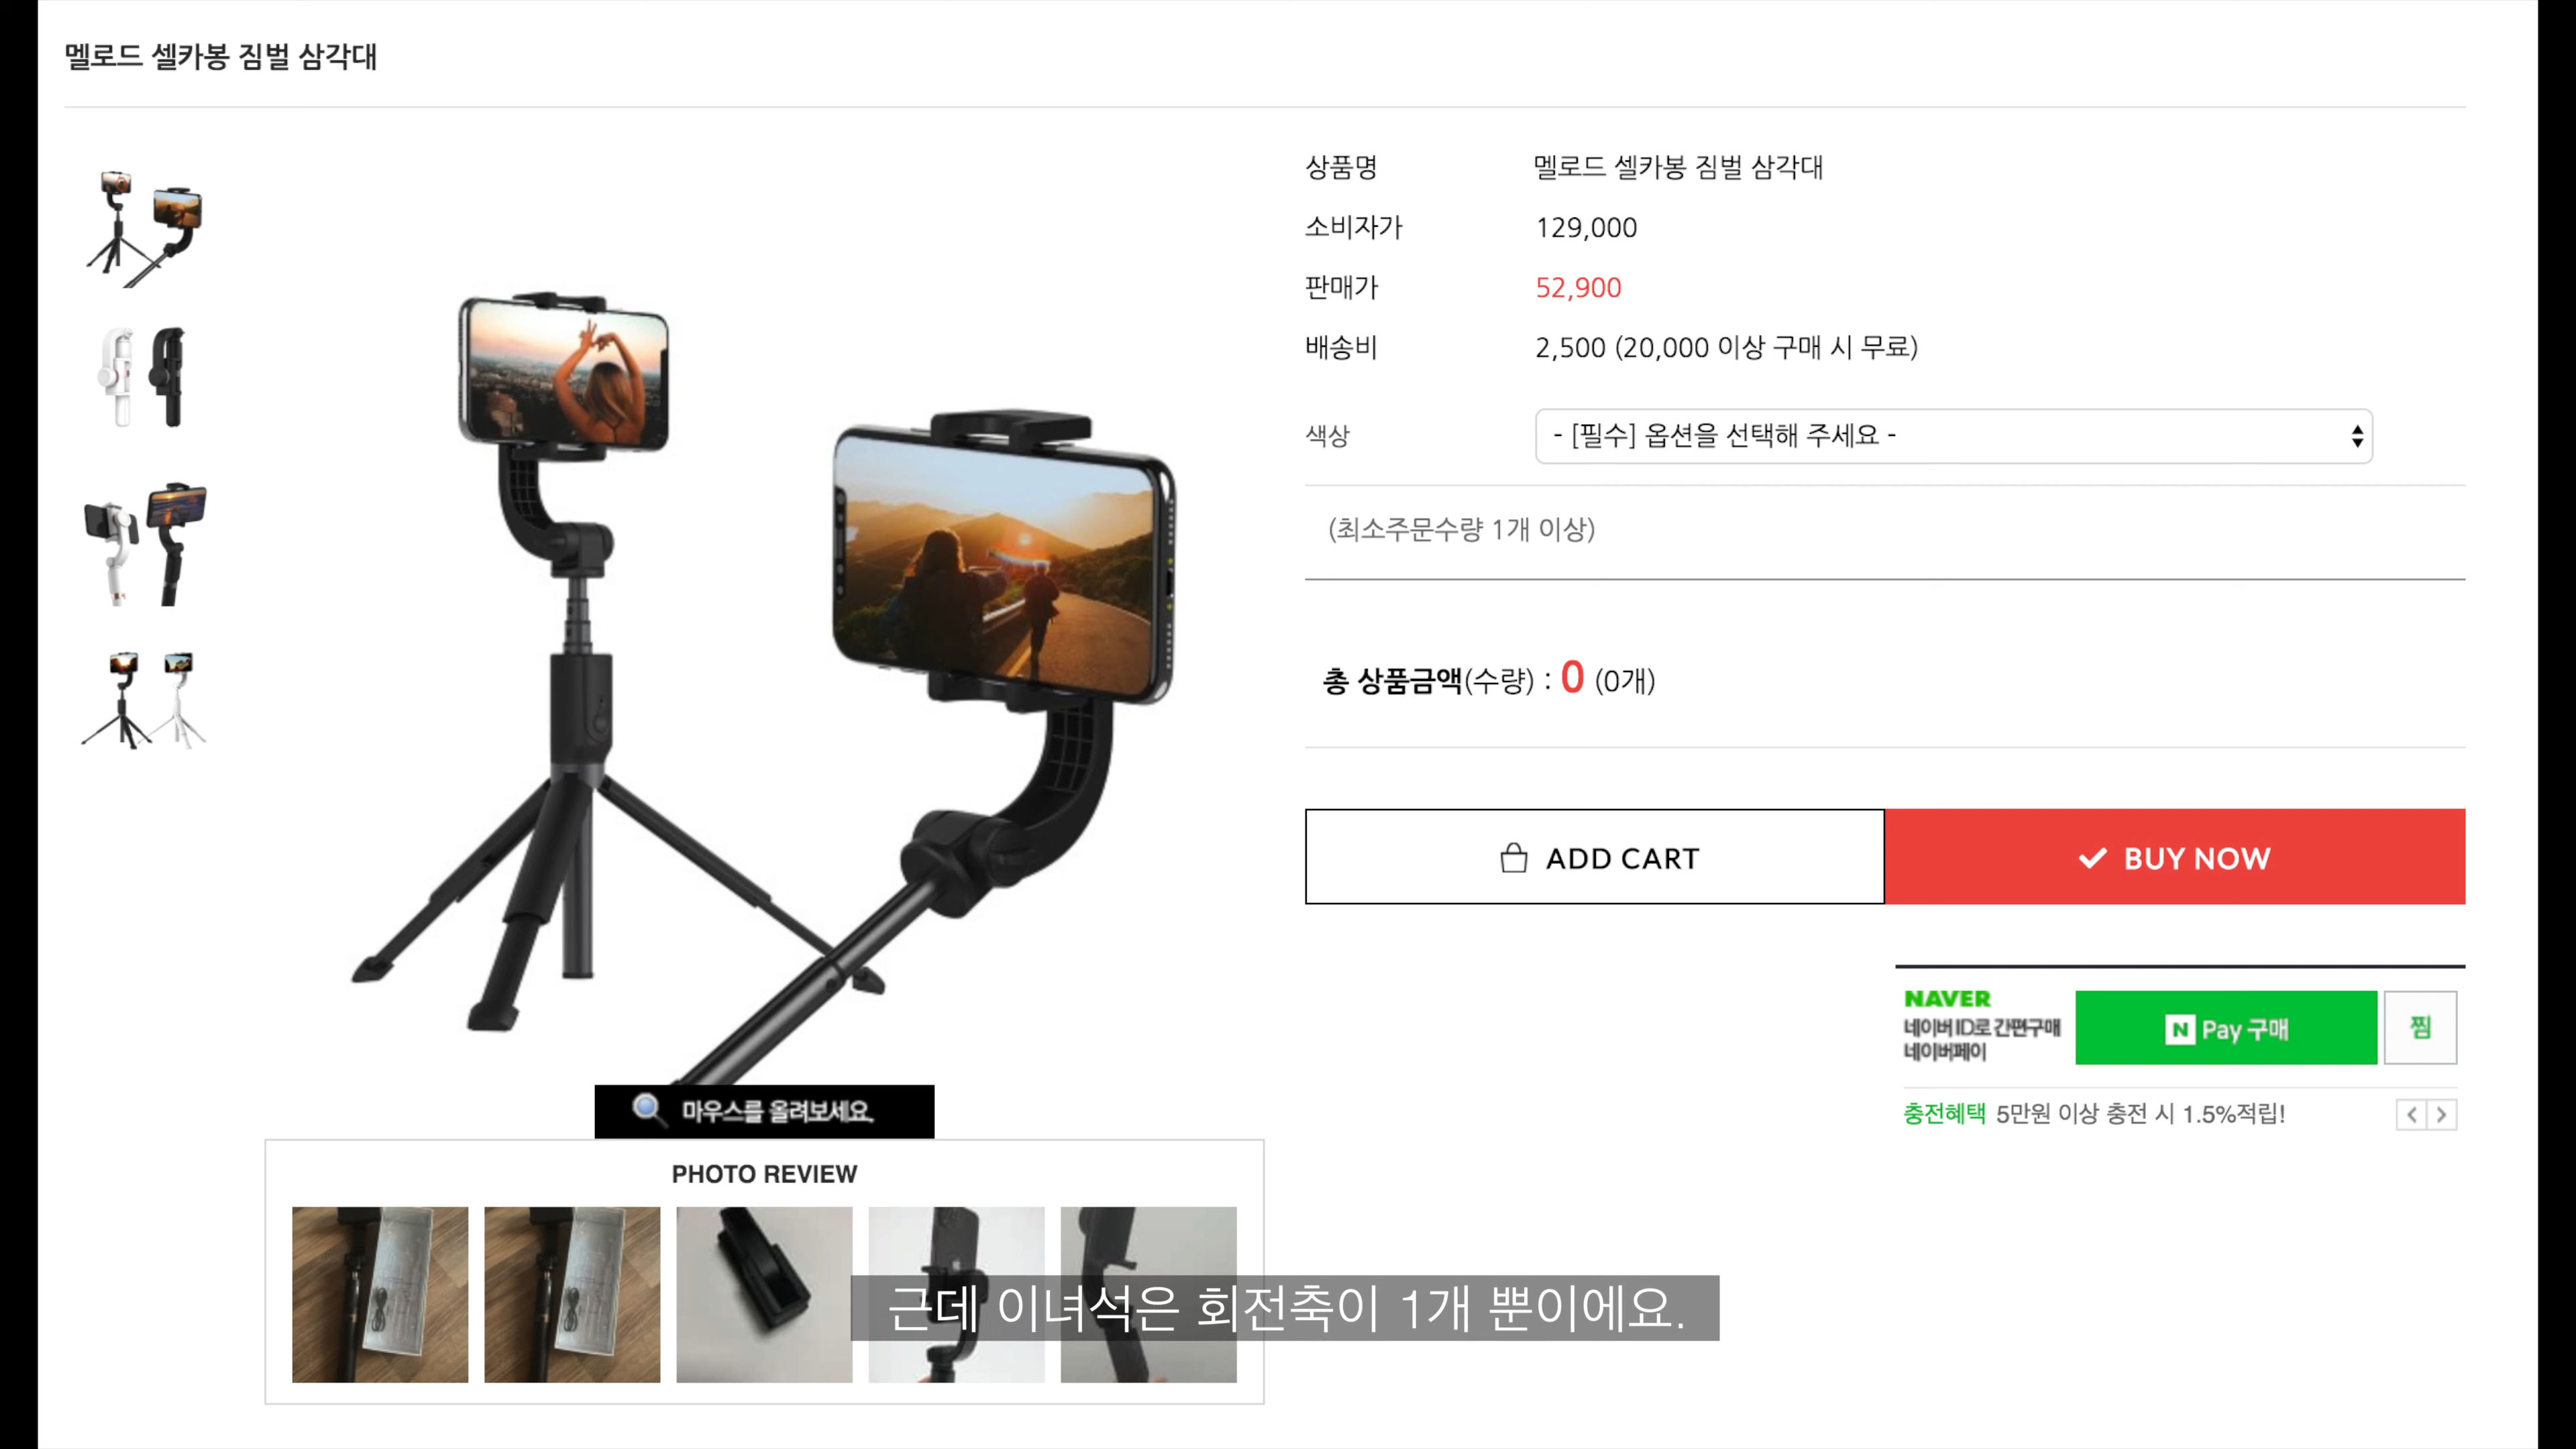 멜로드 셀카봉 짐벌 삼각대
상품명 멜로드 셀카봉 짐벌 삼각대
소비자가 129,000
판매가 52,900
배송비 2,500 (20,000 이상 구매 시 무료)
색상 - [필수] 옵션을 선택해 주세요 -
(최소주문수량 1개 이상)
총 상품금액(수량) : 0 (0개)
ADD CART
BUY NOW
NAVER
네이버ID로 간편구매
네이버페이
N Pay 구매
찜
충전혜택 5만원 이상 충전 시 1.5%적립!
마우스를 올려보세요.
PHOTO REVIEW
근데 이녀석은 회전축이 1개 뿐이에요.